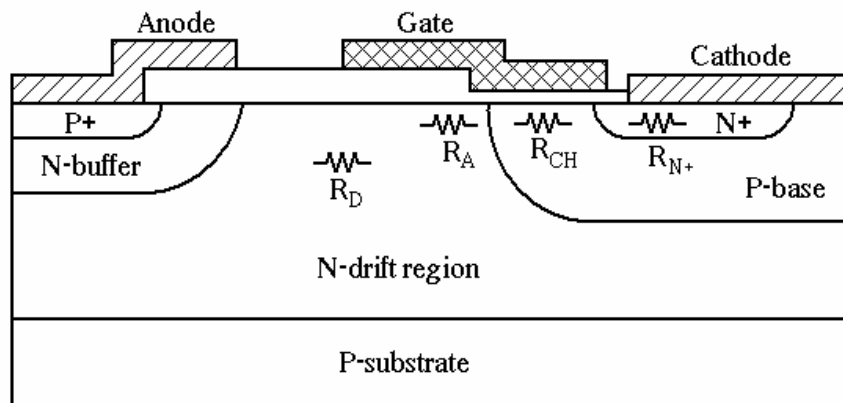 Anode
Gate
Cathode
P+
N+
R_A
R_CH
R_N+
N-buffer
R_D
P-base
N-drift region
P-substrate